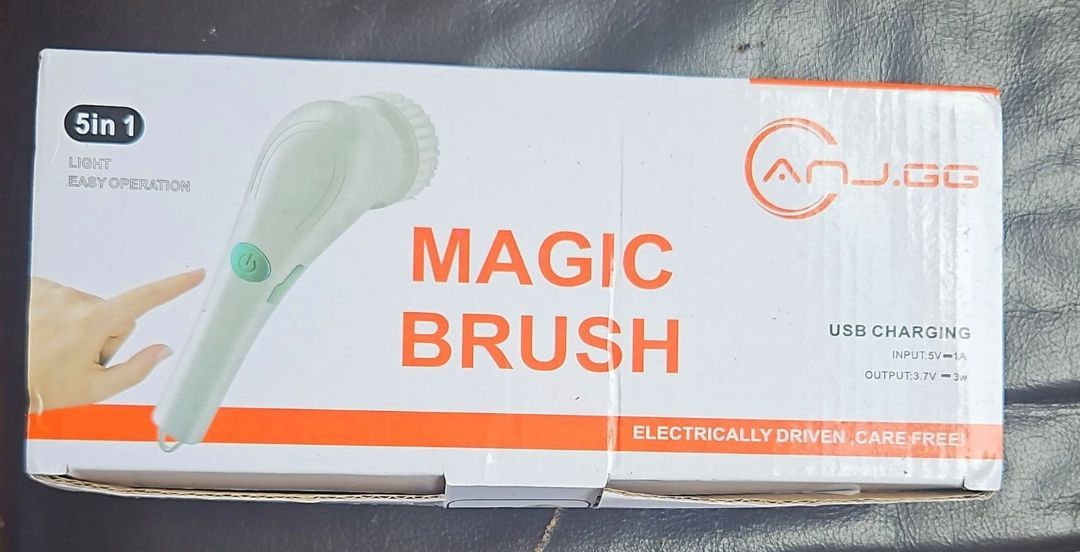 5in 1
LIGHT
EASY OPERATION
ANJ.GG
MAGIC
BRUSH
USB CHARGING
INPUT:5V⎓1A
OUTPUT:3.7V ⎓3w
ELECTRICALLY DRIVEN ,CARE FREE!